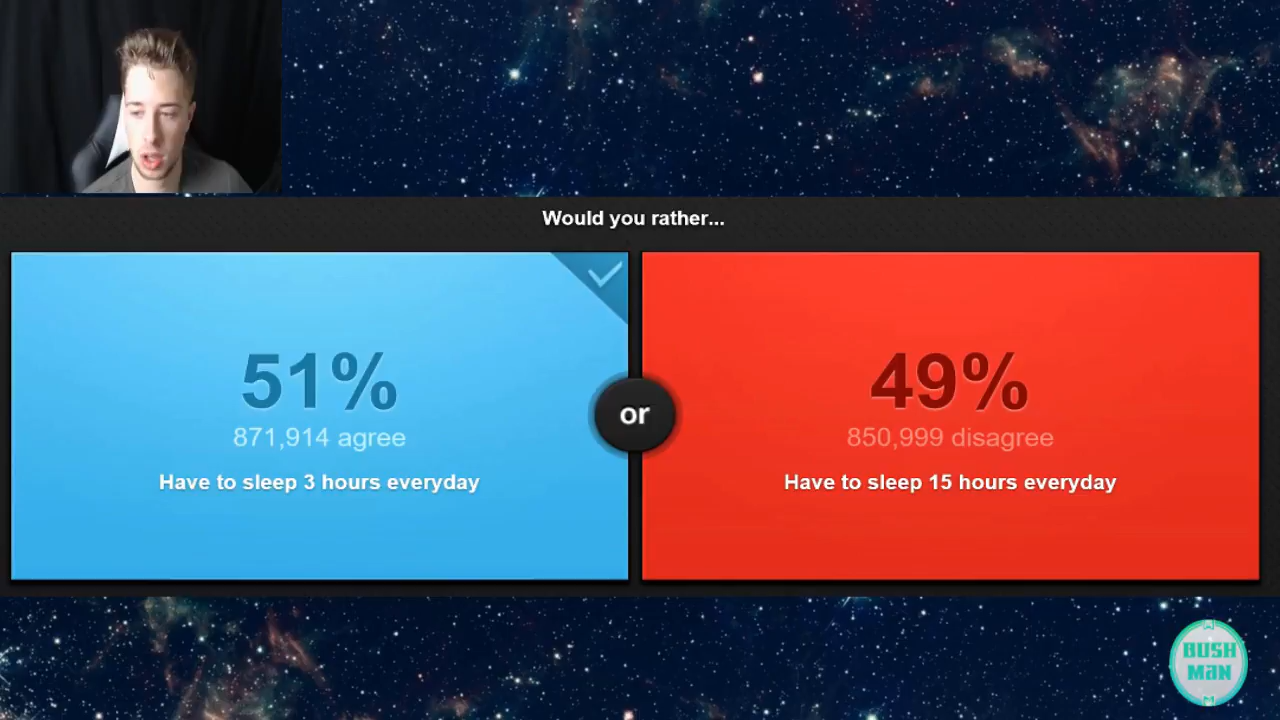 Would you rather...
51%
49%
871,914 agree
850,999 disagree
or
Have to sleep 3 hours everyday
Have to sleep 15 hours everyday
BUSH
MAN